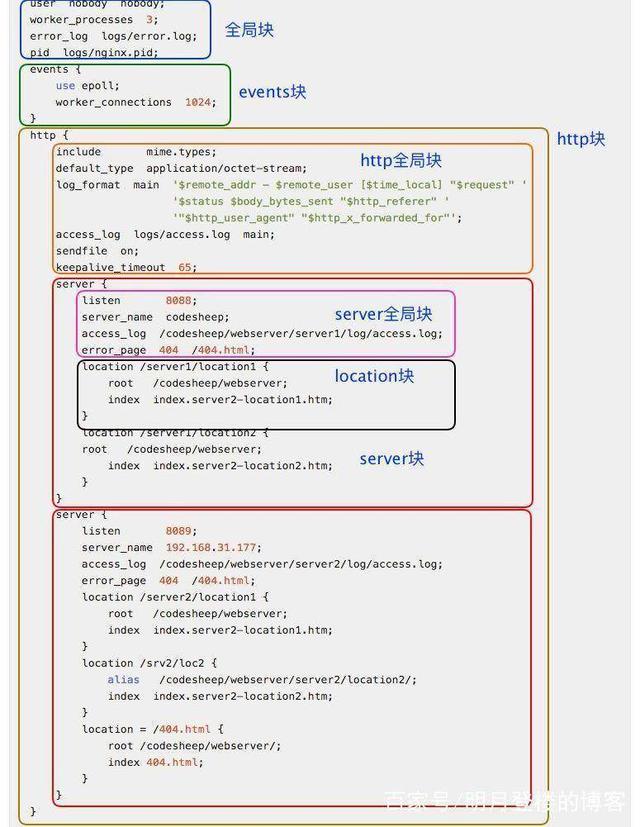 user nobody nobody;
worker_processes 3;
error_log logs/error.log;
pid logs/nginx.pid;
全局块
events {
use epoll;
worker_connections 1024;
}
events块
http {
http块
include mime.types;
default_type application/octet-stream;
http全局块
log_format main '$remote_addr - $remote_user [$time_local] "$request" '
'$status $body_bytes_sent "$http_referer" '
'"$http_user_agent" "$http_x_forwarded_for"';
access_log logs/access.log main;
sendfile on;
keepalive_timeout 65;
server {
listen 8088;
server_name codesheep;
server全局块
access_log /codesheep/webserver/server1/log/access.log;
error_page 404 /404.html;
location /server1/location1 {
location块
root /codesheep/webserver;
index index.server2-location1.htm;
}
location /server1/location2 {
root /codesheep/webserver;
server块
index index.server2-location2.htm;
}
}
server {
listen 8089;
server_name 192.168.31.177;
access_log /codesheep/webserver/server2/log/access.log;
error_page 404 /404.html;
location /server2/location1 {
root /codesheep/webserver;
index index.server2-location1.htm;
}
location /srv2/loc2 {
alias /codesheep/webserver/server2/location2/;
index index.server2-location2.htm;
}
location = /404.html {
root /codesheep/webserver/;
index 404.html;
}
}
}
百家号/明月登楼的博客